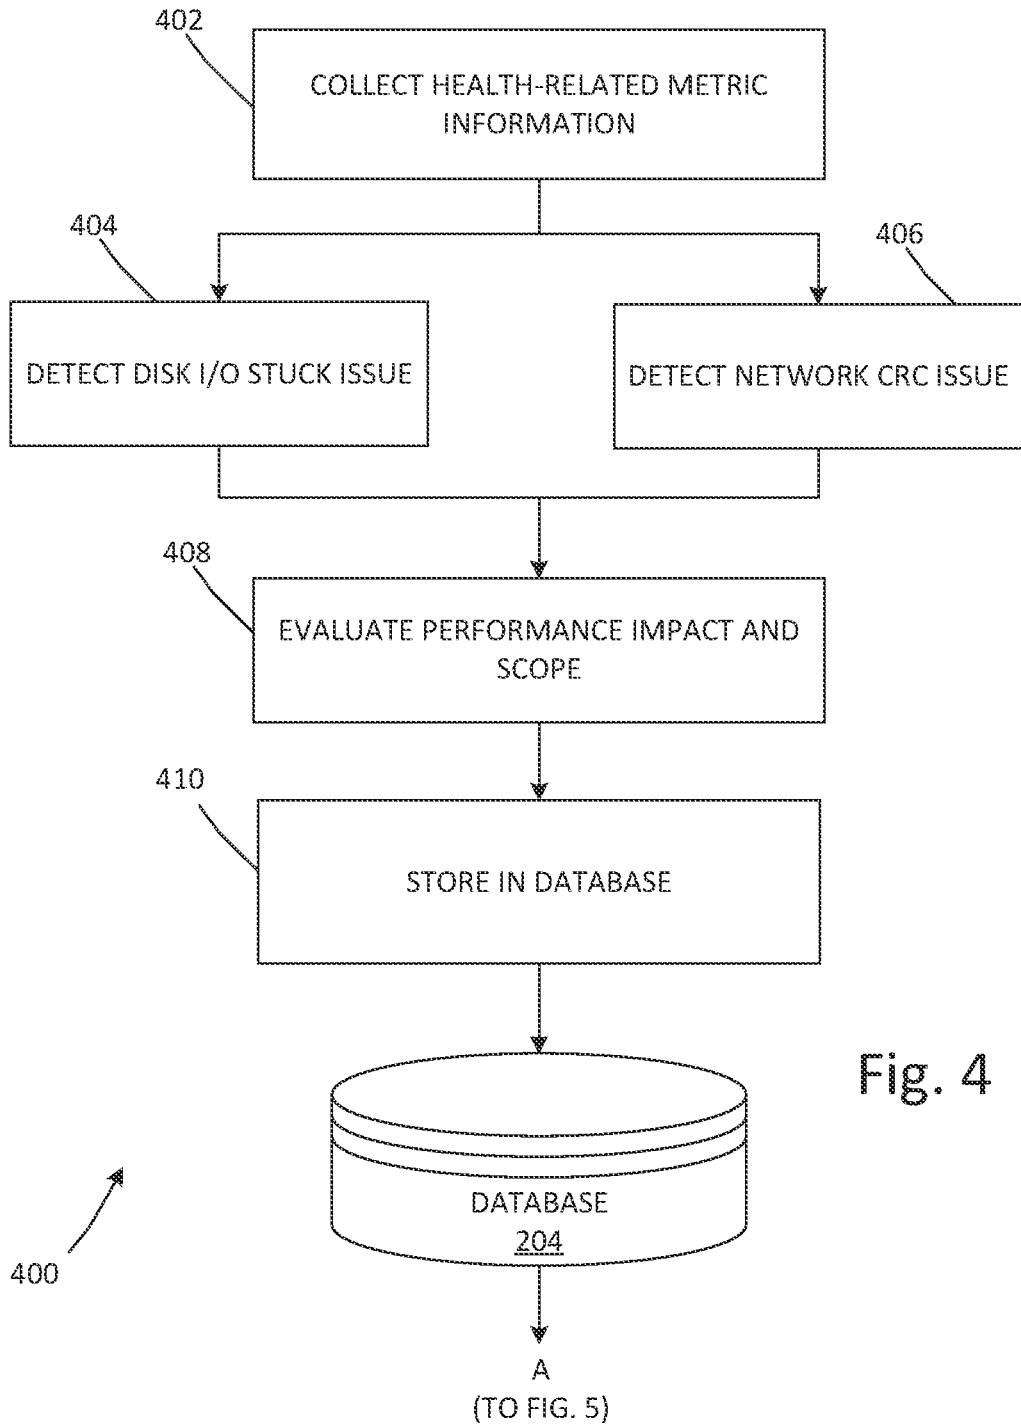 402
COLLECT HEALTH-RELATED METRIC
INFORMATION
404
406
DETECT DISK I/O STUCK ISSUE
DETECT NETWORK CRC ISSUE
408
EVALUATE PERFORMANCE IMPACT AND
SCOPE
410
STORE IN DATABASE
Fig. 4
DATABASE
204
400
A
(TO FIG. 5)